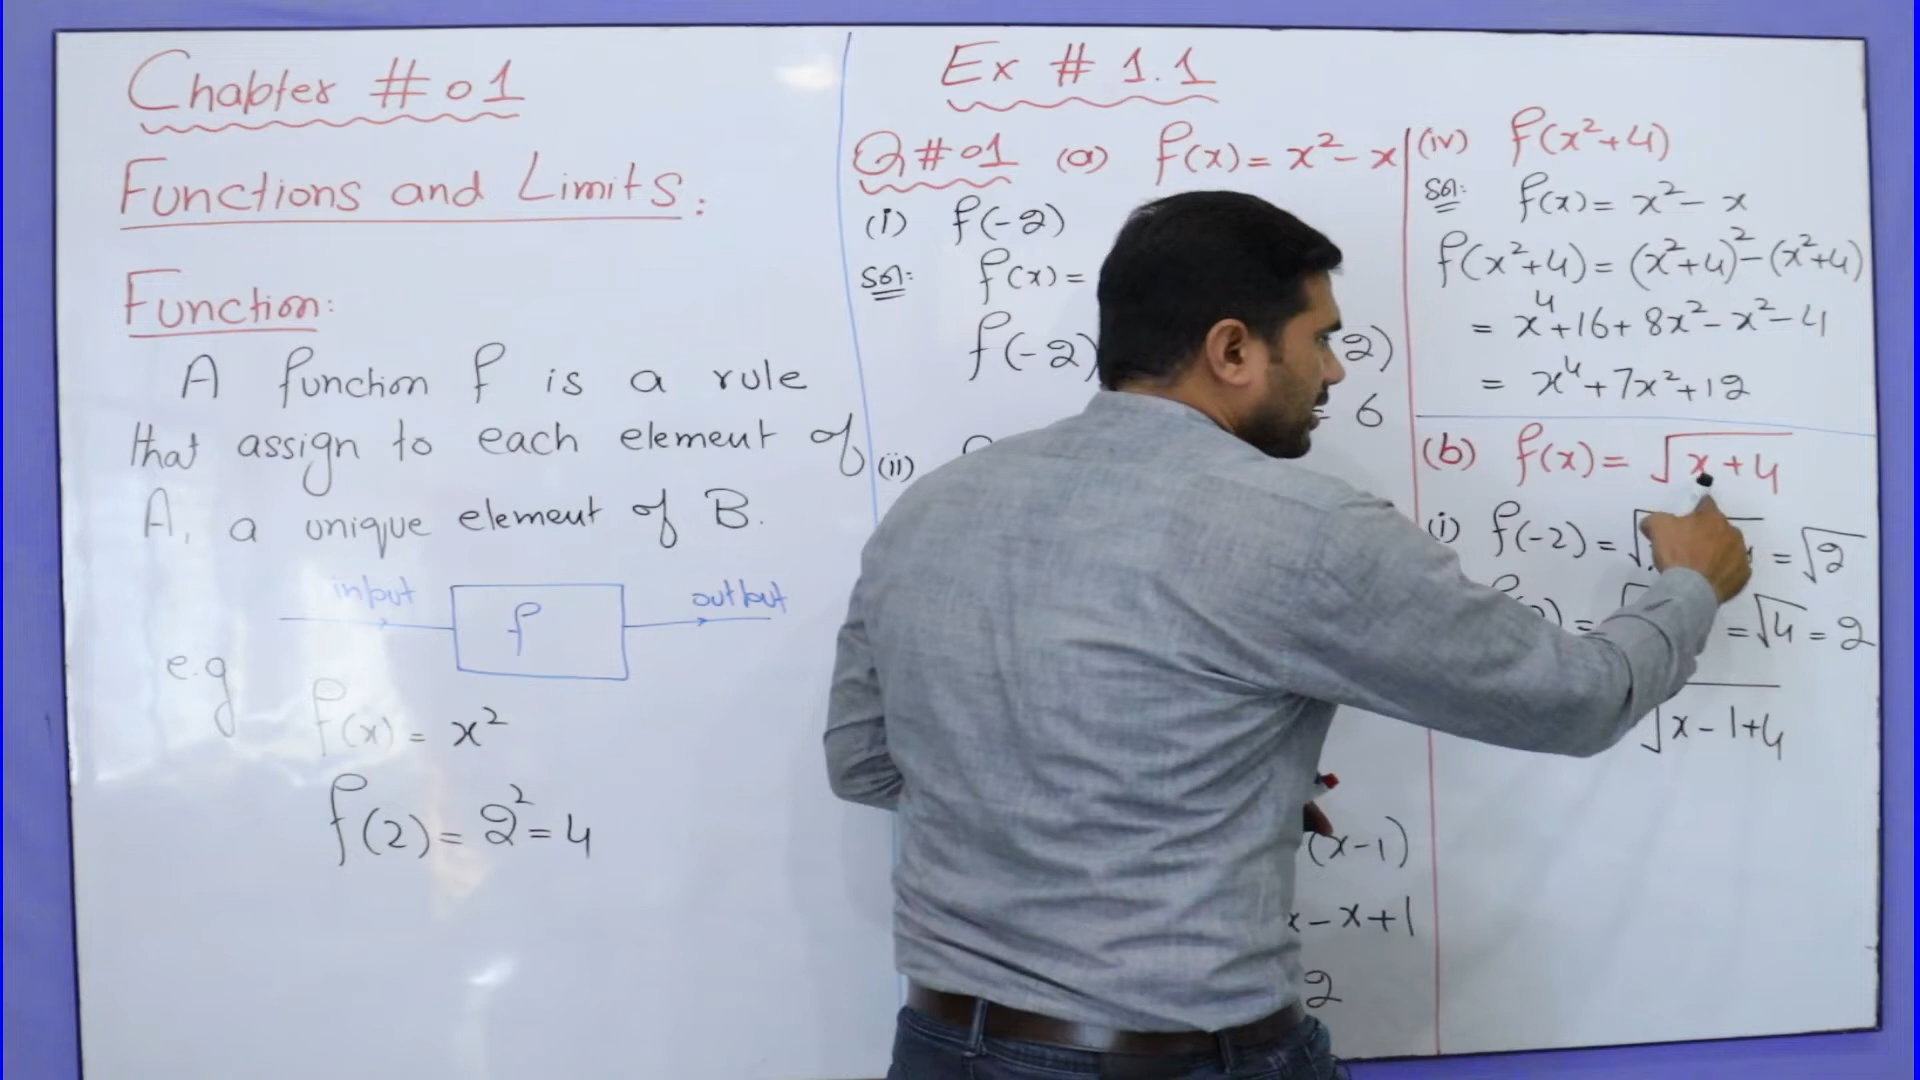 Chapter # 01
Functions and Limits:
Function:
A function f is a rule
that assign to each element of
A, a unique element of B.
input f output
e.g
f(x) = x²
f(2) = 2² = 4
Ex # 1.1
Q # 01 (a) f(x) = x² - x
(i) f(-2)
Sol: f(x) =
f(-2)
2)
= 6
(ii)
(x-1)
x - x + 1
2
(iv) f(x²+4)
Sol: f(x) = x² - x
f(x²+4) = (x²+4)² - (x²+4)
= x⁴+16+8x²-x²-4
= x⁴+7x²+12
(b) f(x) = √x+4
(i) f(-2) = √ = √2
) = √ = √4 = 2
√x-1+4